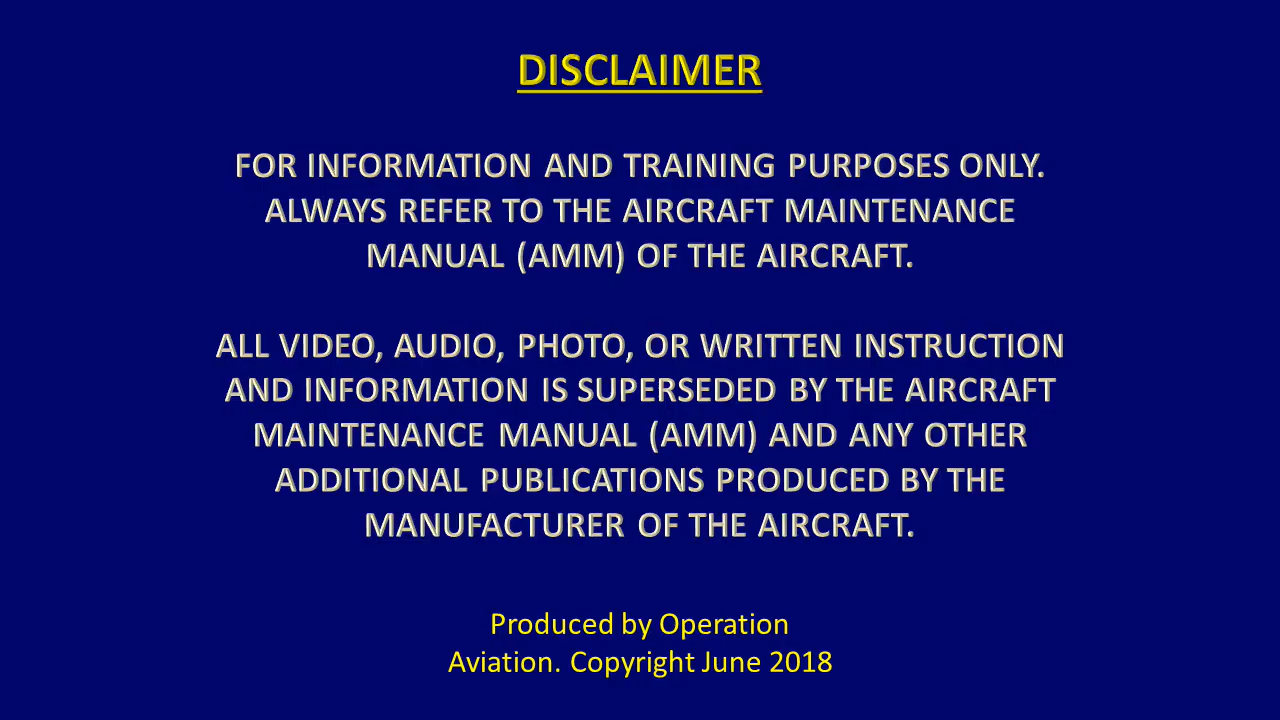 DISCLAIMER
FOR INFORMATION AND TRAINING PURPOSES ONLY.
ALWAYS REFER TO THE AIRCRAFT MAINTENANCE
MANUAL (AMM) OF THE AIRCRAFT.
ALL VIDEO, AUDIO, PHOTO, OR WRITTEN INSTRUCTION
AND INFORMATION IS SUPERSEDED BY THE AIRCRAFT
MAINTENANCE MANUAL (AMM) AND ANY OTHER
ADDITIONAL PUBLICATIONS PRODUCED BY THE
MANUFACTURER OF THE AIRCRAFT.
Produced by Operation
Aviation. Copyright June 2018